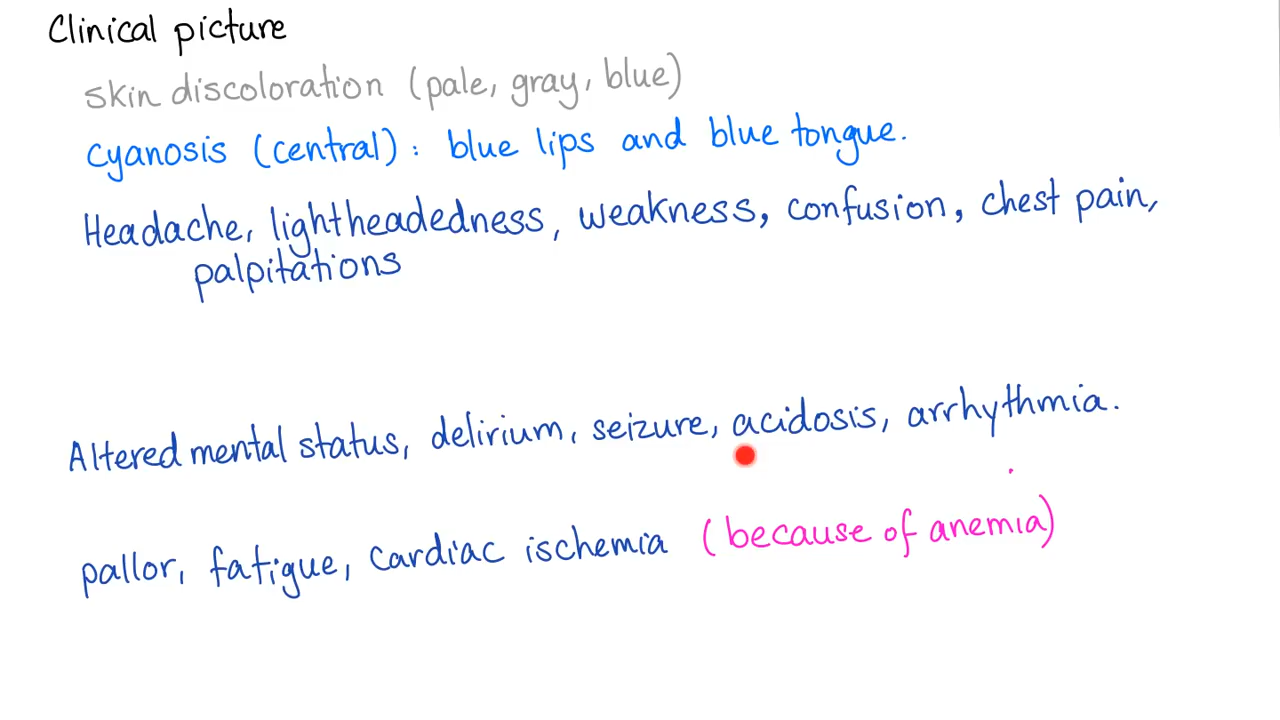 Clinical picture
skin discoloration (pale, gray, blue)
cyanosis (central): blue lips and blue tongue.
Headache, lightheadedness, weakness, confusion, chest pain,
palpitations
Altered mental status, delirium, seizure, acidosis, arrhythmia.
pallor, fatigue, cardiac ischemia (because of anemia)